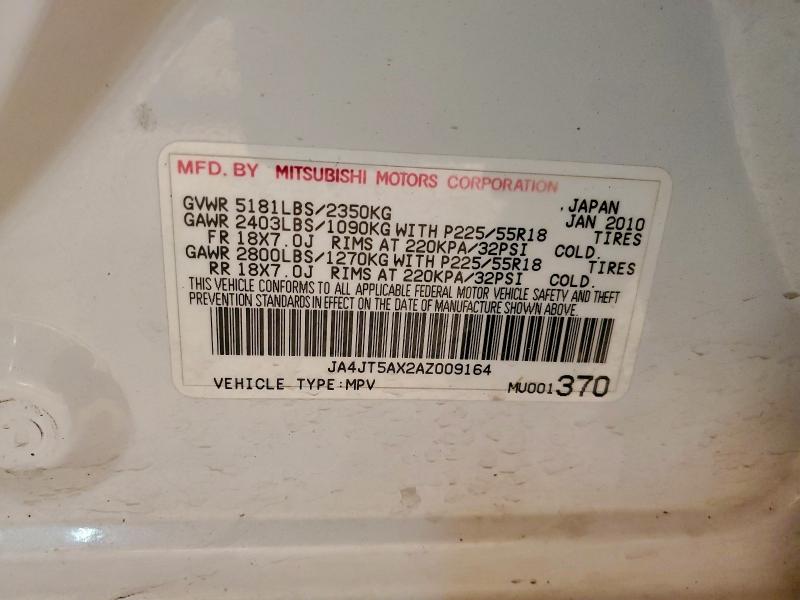 MFD. BY MITSUBISHI MOTORS CORPORATION
GVWR 5181LBS/2350KG .JAPAN
GAWR 2403LBS/1090KG WITH P225/55R18 JAN 2010
FR 18X7.0J RIMS AT 220KPA/32PSI TIRES
GAWR 2800LBS/1270KG WITH P225/55R18 COLD.
RR 18X7.0J RIMS AT 220KPA/32PSI TIRES
COLD.
THIS VEHICLE CONFORMS TO ALL APPLICABLE FEDERAL MOTOR VEHICLE SAFETY AND THEFT
PREVENTION STANDARDS IN EFFECT ON THE DATE OF MANUFACTURE SHOWN ABOVE.
JA4JT5AX2AZ009164
VEHICLE TYPE:MPV MU001370